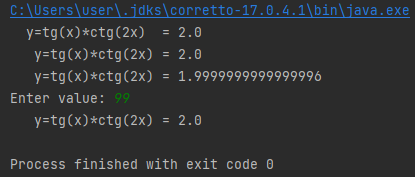 C:\Users\user\.jdks\corretto-17.0.4.1\bin\java.exe
y=tg(x)*ctg(2x)  = 2.0
y=tg(x)*ctg(2x) = 2.0
y=tg(x)*ctg(2x) = 1.9999999999999996
Enter value: 99
y=tg(x)*ctg(2x) = 2.0
Process finished with exit code 0